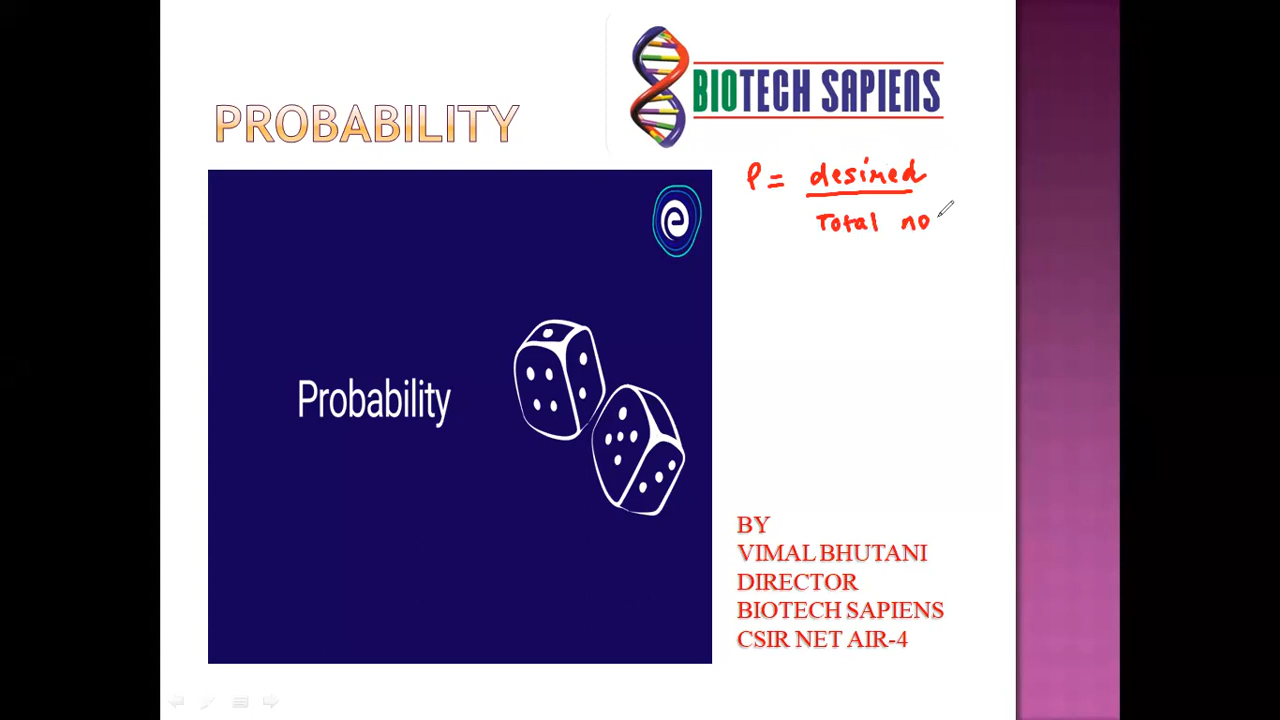 PROBABILITY
BIOTECH SAPIENS
P = desired
Total no
Probability
BY
VIMAL BHUTANI
DIRECTOR
BIOTECH SAPIENS
CSIR NET AIR-4